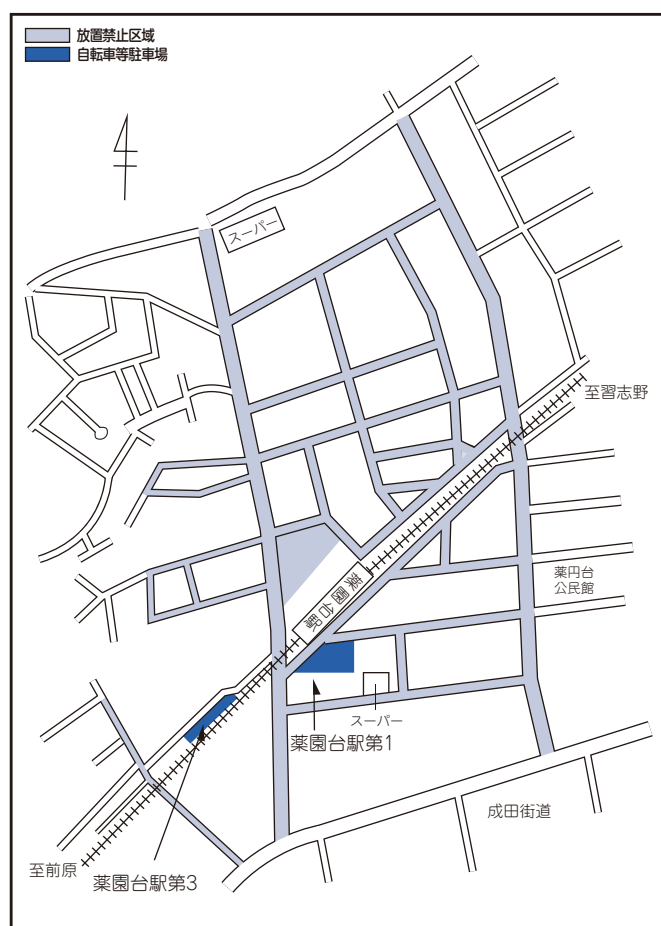 放置禁止区域
自転車等駐車場
スーパー
至習志野
薬園台駅
薬円台
公民館
スーパー
薬園台駅第1
成田街道
至前原
薬園台駅第3